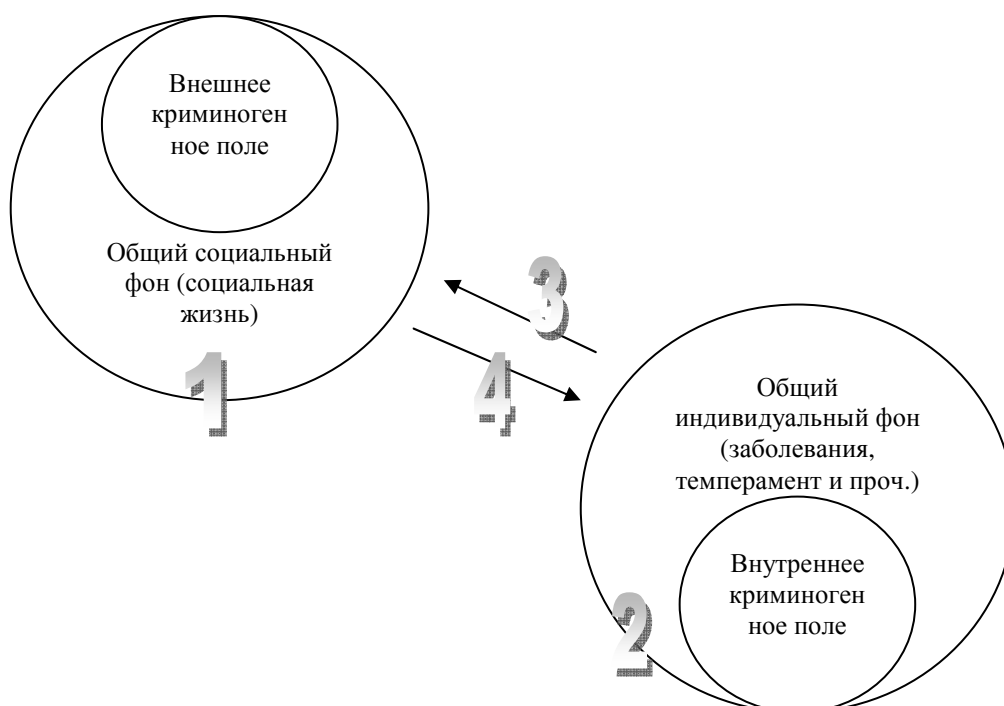 Внешнее
криминоген
ное поле
Общий социальный
фон (социальная
жизнь)
1
3
4
Общий
индивидуальный фон
(заболевания,
темперамент и проч.)
Внутреннее
криминоген
ное поле
2